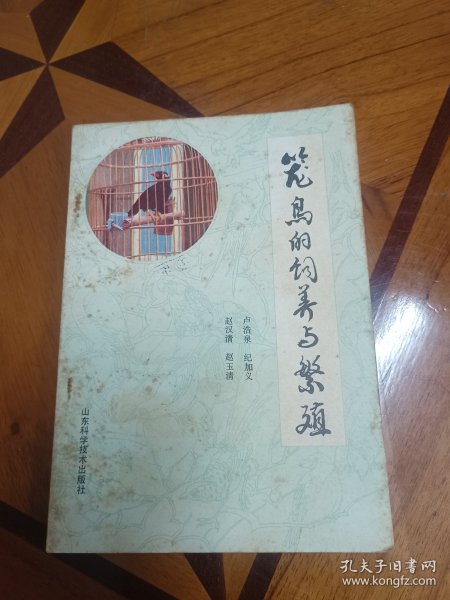 笼鸟的饲养与繁殖
卢浩泉 纪加义
赵汉清 赵玉清
山东科学技术出版社
孔夫子旧书网
www.kongfz.com